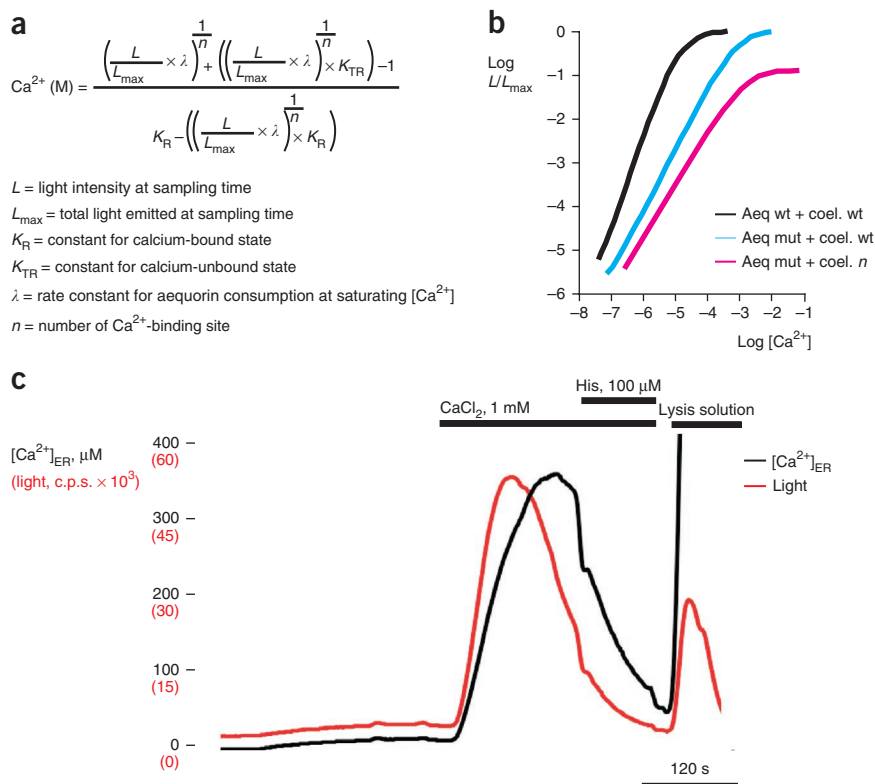 a
Ca²⁺ (M) = ((L/Lmax × λ)^(1/n) + ((L/Lmax × λ)^(1/n) × KTR) −1) / (KR − ((L/Lmax × λ)^(1/n) × KR))
L = light intensity at sampling time
Lmax = total light emitted at sampling time
KR = constant for calcium-bound state
KTR = constant for calcium-unbound state
λ = rate constant for aequorin consumption at saturating [Ca²⁺]
n = number of Ca²⁺-binding site
b
Log
L/Lmax
0
−1
−2
−3
−4
−5
−6
−8 −7 −6 −5 −4 −3 −2 −1
Log [Ca²⁺]
Aeq wt + coel. wt
Aeq mut + coel. wt
Aeq mut + coel. n
c
His, 100 μM
CaCl₂, 1 mM
Lysis solution
[Ca²⁺]ER, μM
(light, c.p.s. × 10³)
400
(60)
300
(45)
200
(30)
100
(15)
0
(0)
[Ca²⁺]ER
Light
120 s